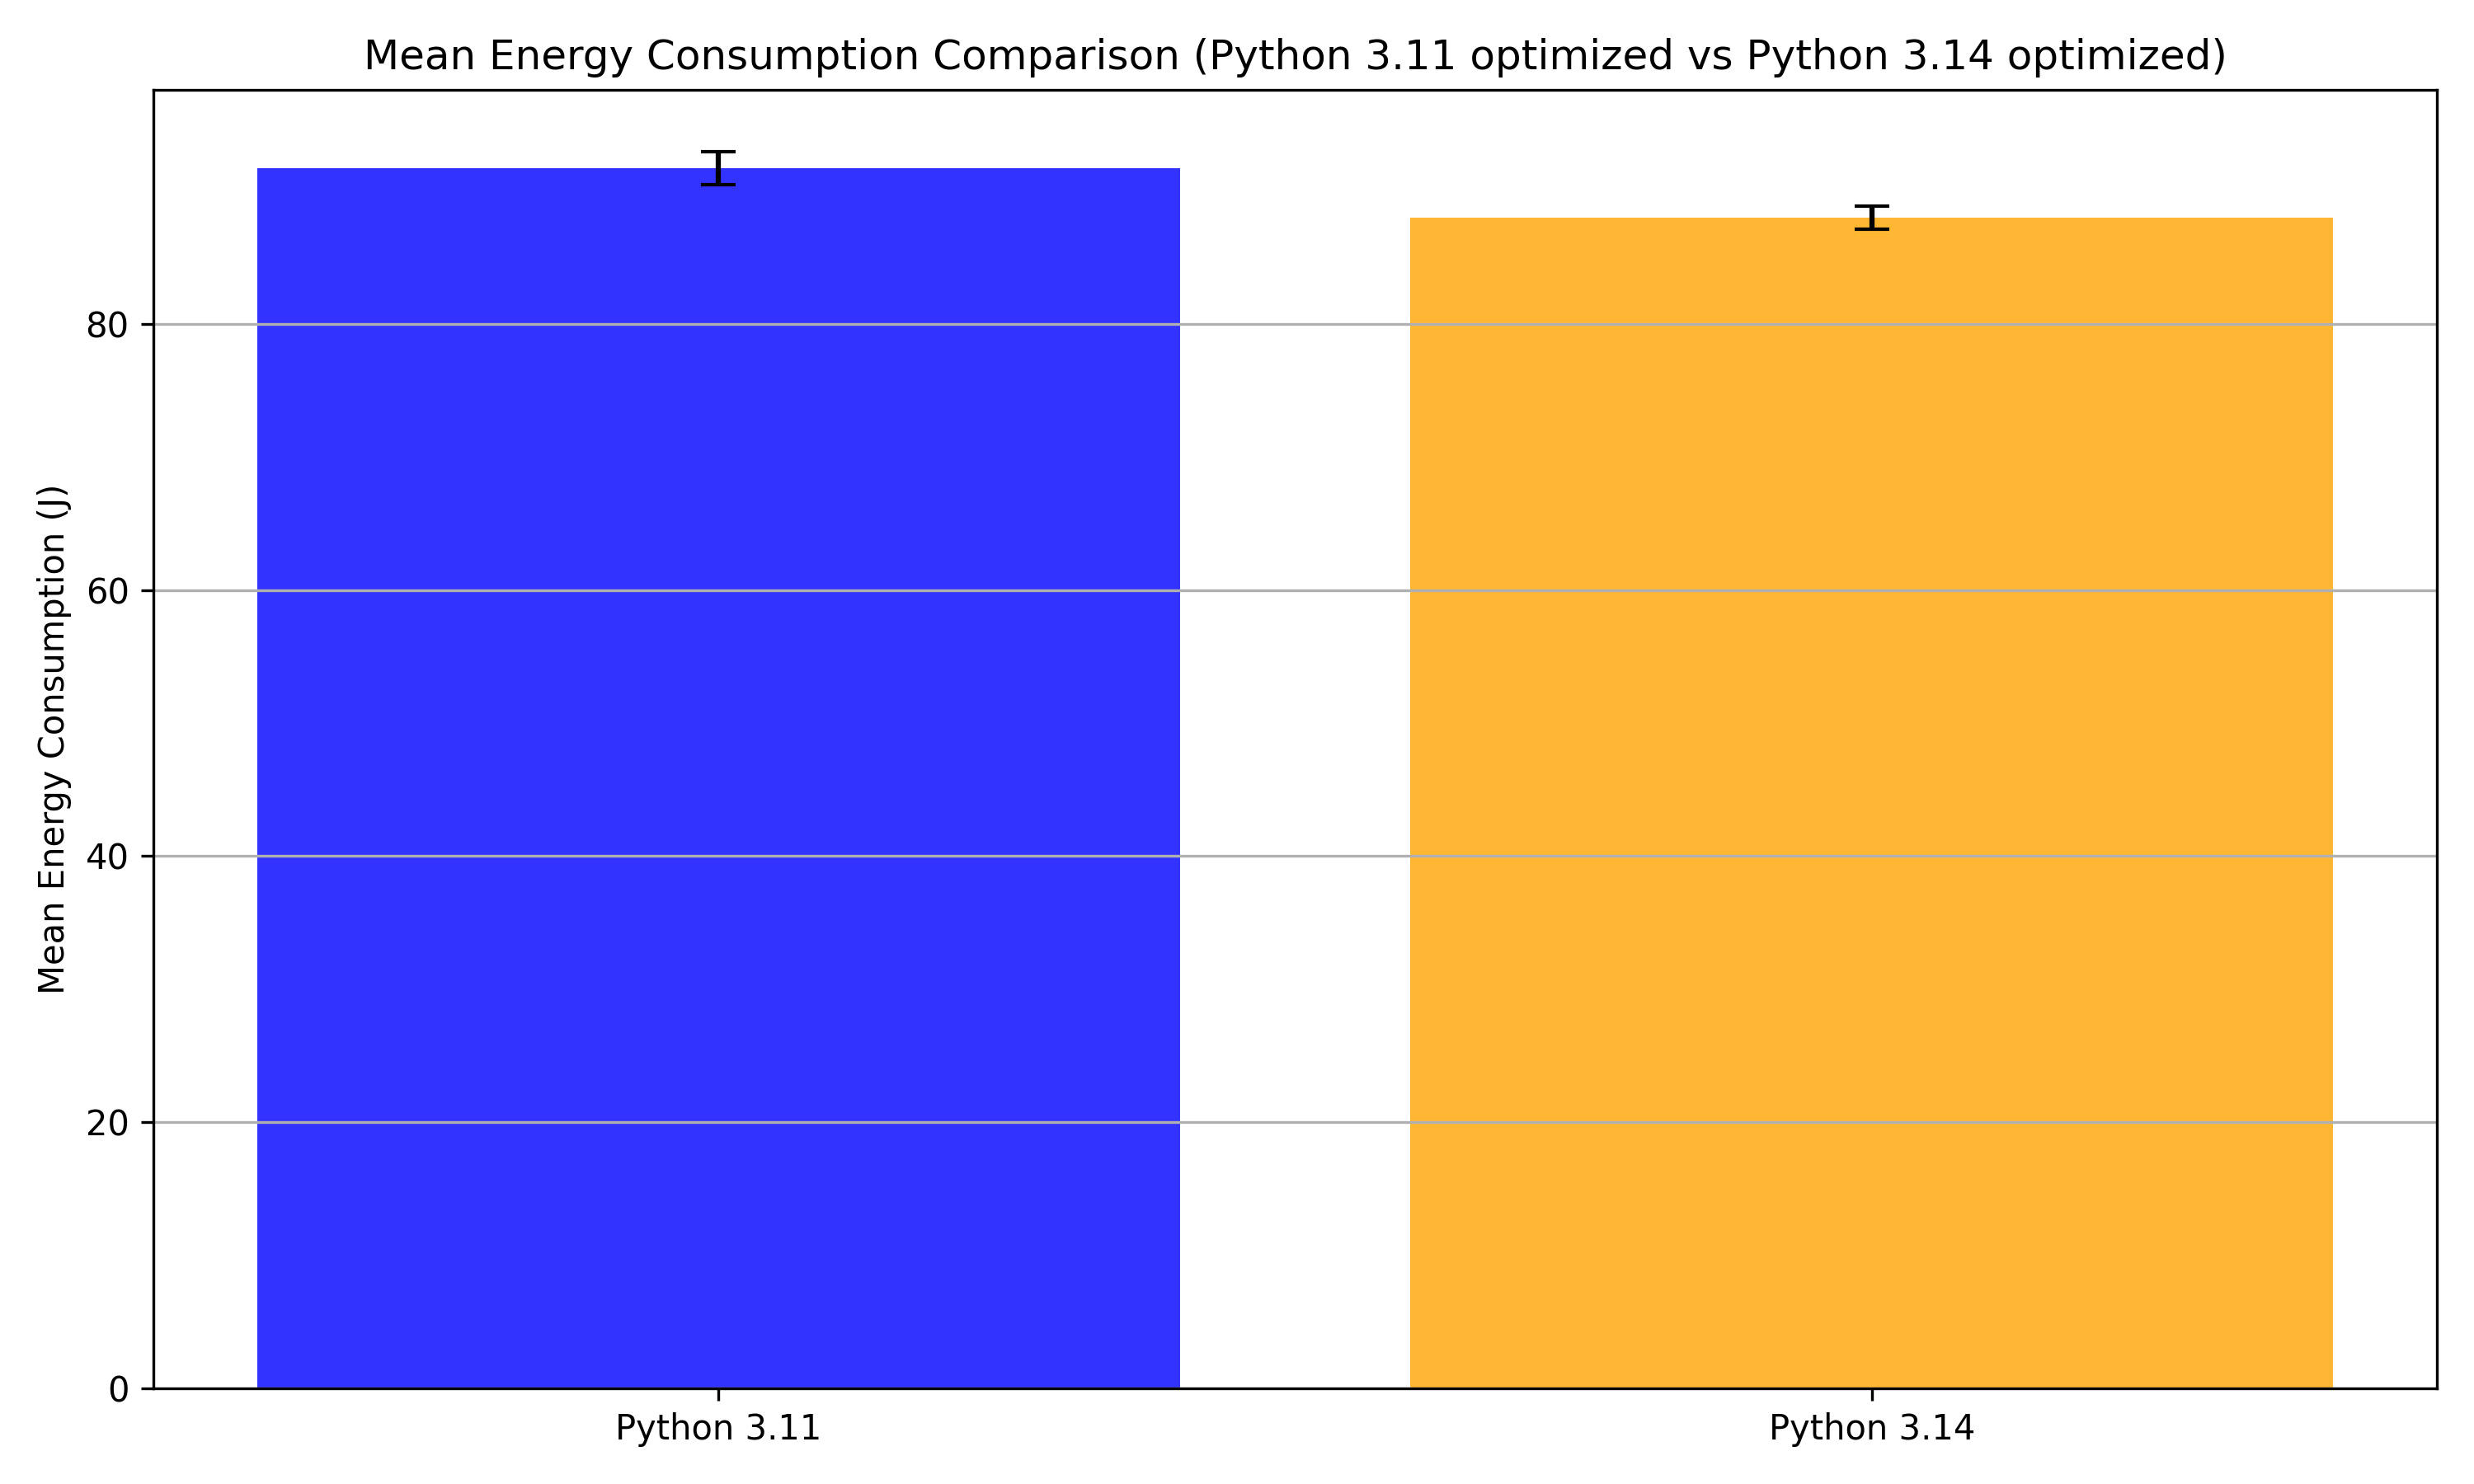 Mean Energy Consumption Comparison (Python 3.11 optimized vs Python 3.14 optimized)
Mean Energy Consumption (J)
80
60
40
20
0
Python 3.11
Python 3.14